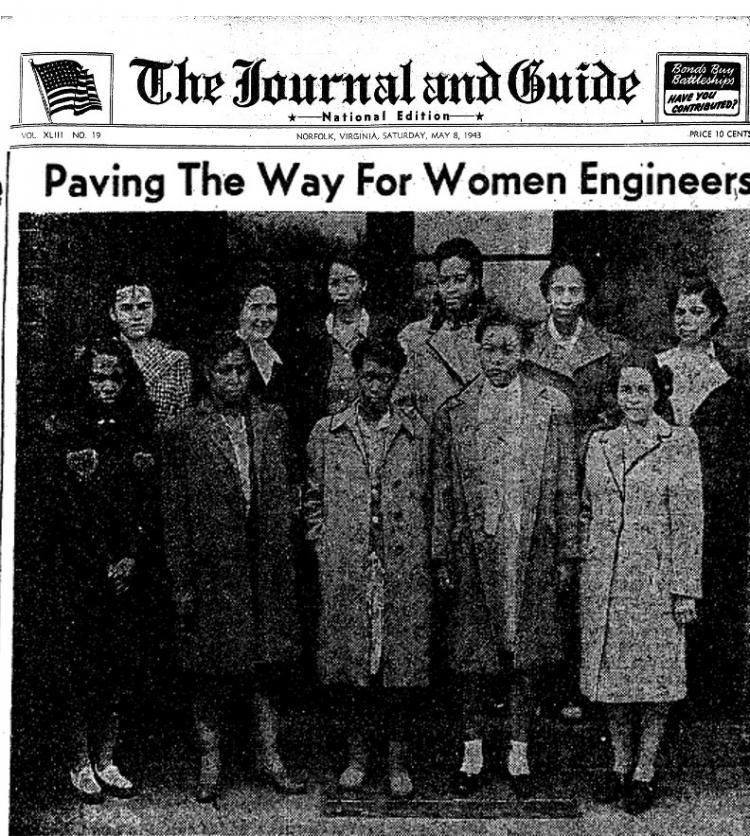 The Journal and Guide
★ National Edition ★
Bonds Buy
Battleships
HAVE YOU
CONTRIBUTED?
VOL. XLIII NO. 19
NORFOLK, VIRGINIA, SATURDAY, MAY 8, 1943
PRICE 10 CENTS
Paving The Way For Women Engineers